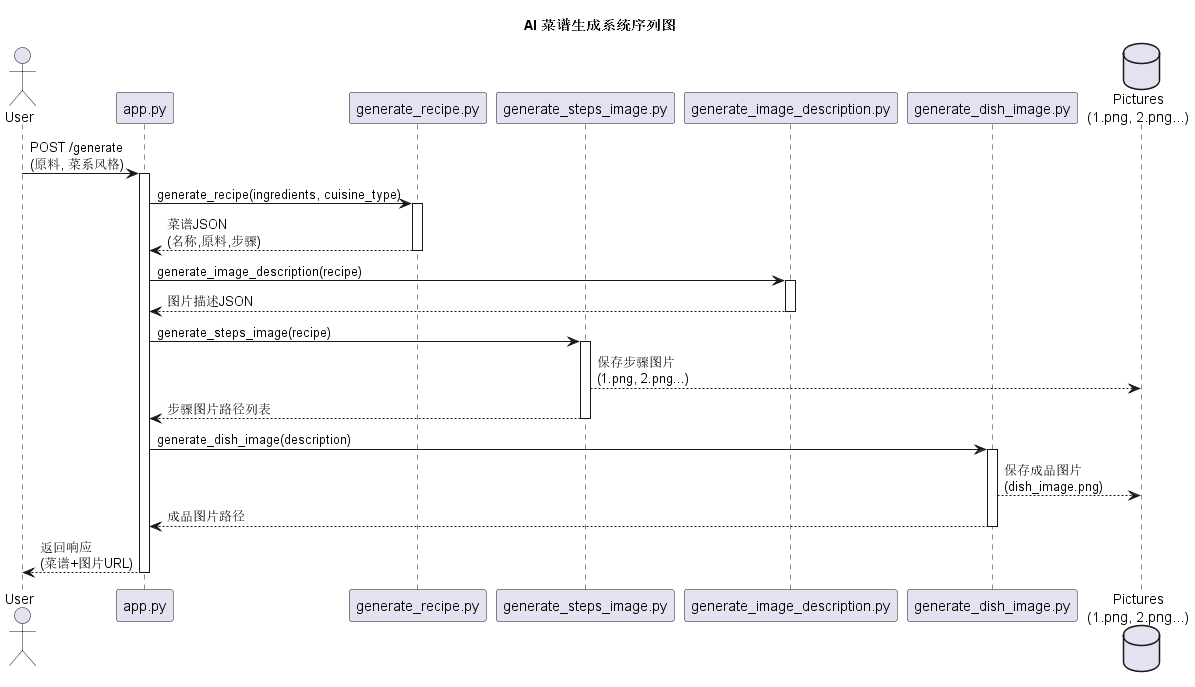 AI 菜谱生成系统序列图
User
app.py
generate_recipe.py
generate_steps_image.py
generate_image_description.py
generate_dish_image.py
Pictures
(1.png, 2.png...)
POST /generate
(原料, 菜系风格)
generate_recipe(ingredients, cuisine_type)
菜谱JSON
(名称,原料,步骤)
generate_image_description(recipe)
图片描述JSON
generate_steps_image(recipe)
保存步骤图片
(1.png, 2.png...)
步骤图片路径列表
generate_dish_image(description)
保存成品图片
(dish_image.png)
成品图片路径
返回响应
(菜谱+图片URL)
User
app.py
generate_recipe.py
generate_steps_image.py
generate_image_description.py
generate_dish_image.py
Pictures
(1.png, 2.png...)